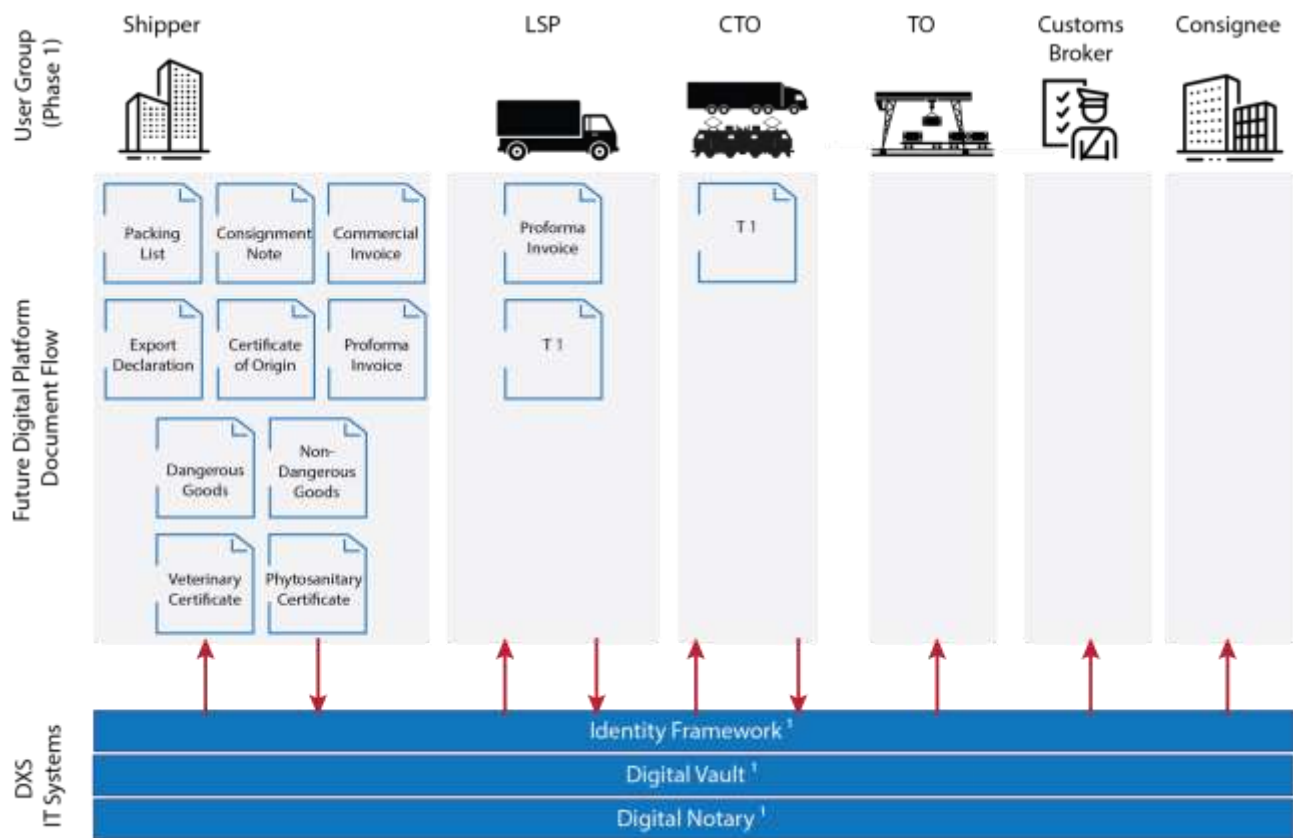 Shipper
LSP
CTO
TO
Customs
Broker
Consignee
User Group
(Phase 1)
Packing
List
Consignment
Note
Commercial
Invoice
Proforma
Invoice
T 1
Export
Declaration
Certificate
of Origin
Proforma
Invoice
T 1
Dangerous
Goods
Non-
Dangerous
Goods
Veterinary
Certificate
Phytosanitary
Certificate
Future Digital Platform
Document Flow
Identity Framework ¹
Digital Vault ¹
Digital Notary ¹
DXS
IT Systems